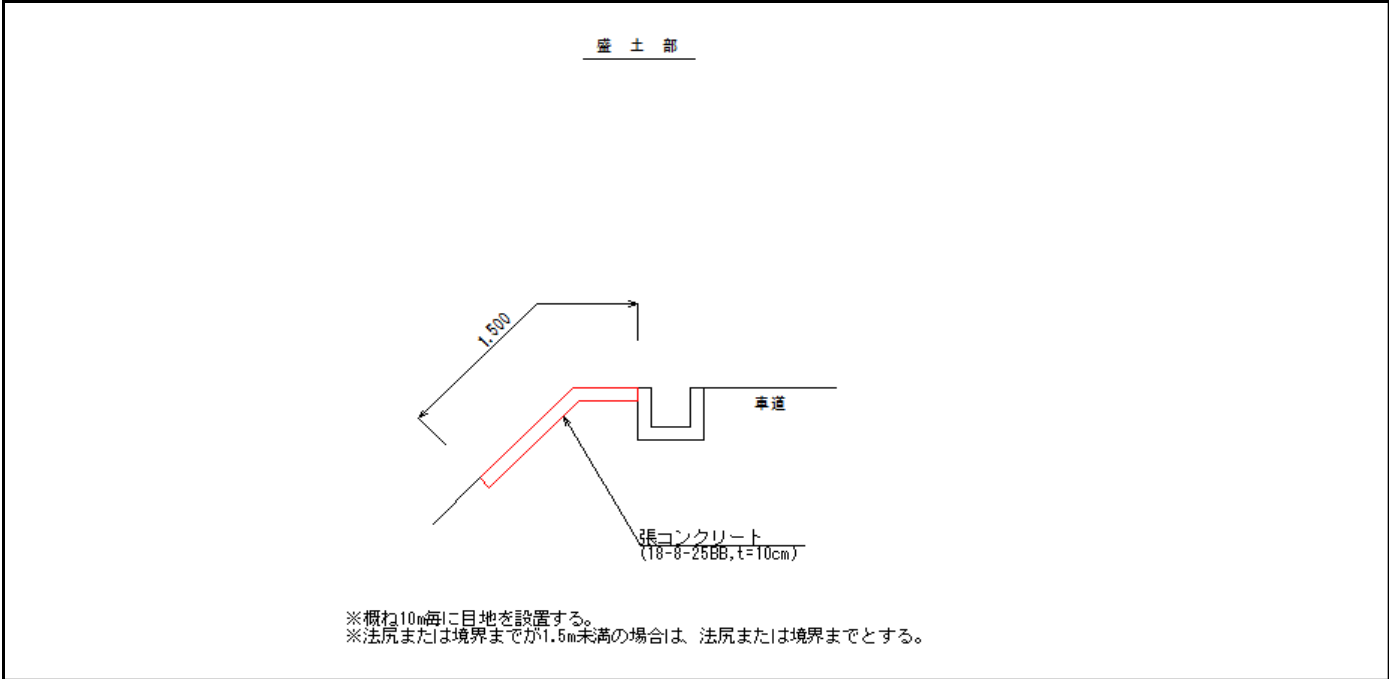 盛 土 部
1.500
車道
張コンクリート
(18-8-25BB,t=10cm)
※概ね10m毎に目地を設置する。
※法尻または境界までが1.5m未満の場合は、法尻または境界までとする。